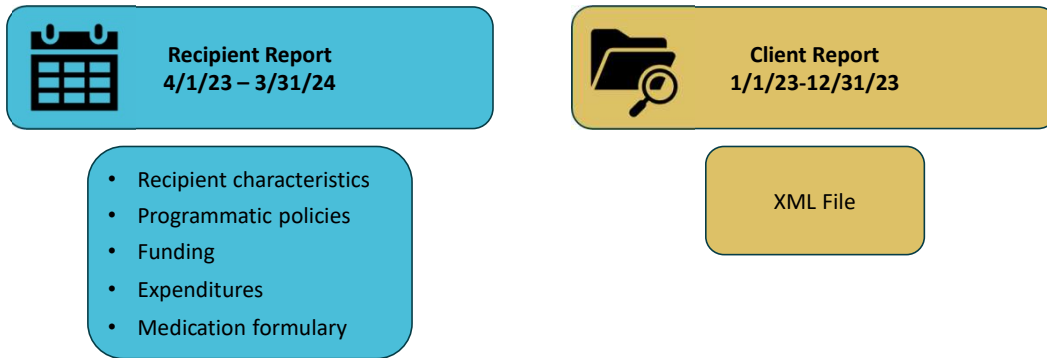 Recipient Report
4/1/23 – 3/31/24
• Recipient characteristics
• Programmatic policies
• Funding
• Expenditures
• Medication formulary
Client Report
1/1/23-12/31/23
XML File